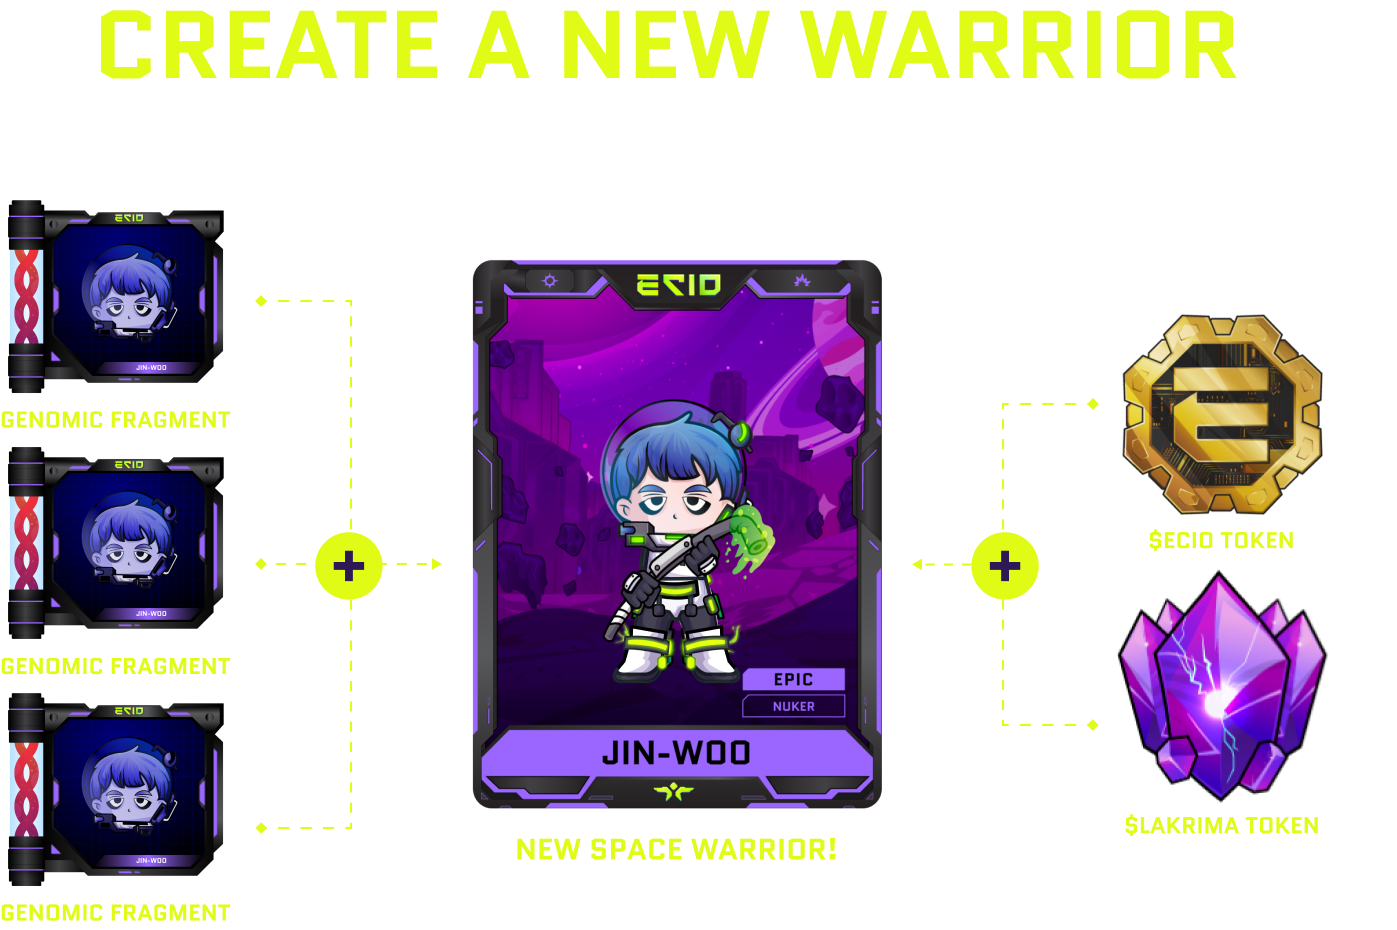 CREATE A NEW WARRIOR
ECIO
JIN-WOO
GENOMIC FRAGMENT
ECIO
JIN-WOO
GENOMIC FRAGMENT
ECIO
JIN-WOO
GENOMIC FRAGMENT
ECIO
EPIC
NUKER
JIN-WOO
NEW SPACE WARRIOR!
$ECIO TOKEN
$LAKRIMA TOKEN